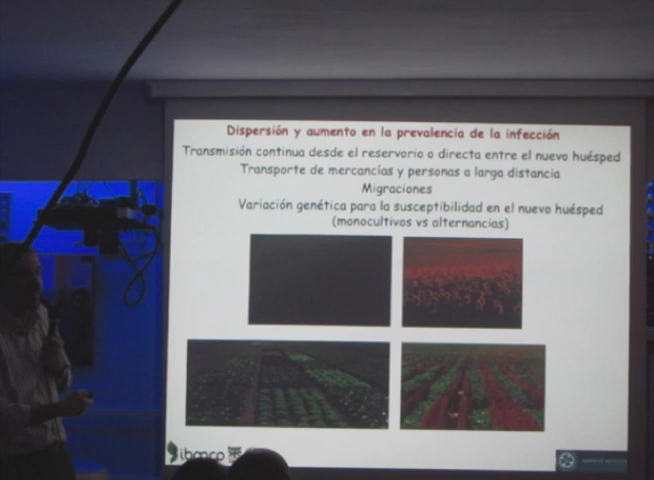 Dispersión y aumento en la prevalencia de la infección
Transmisión continua desde el reservorio o directa entre el nuevo huésped
Transporte de mercancías y personas a larga distancia
Migraciones
Variación genética para la susceptibilidad en el nuevo huésped
(monocultivos vs alternancias)